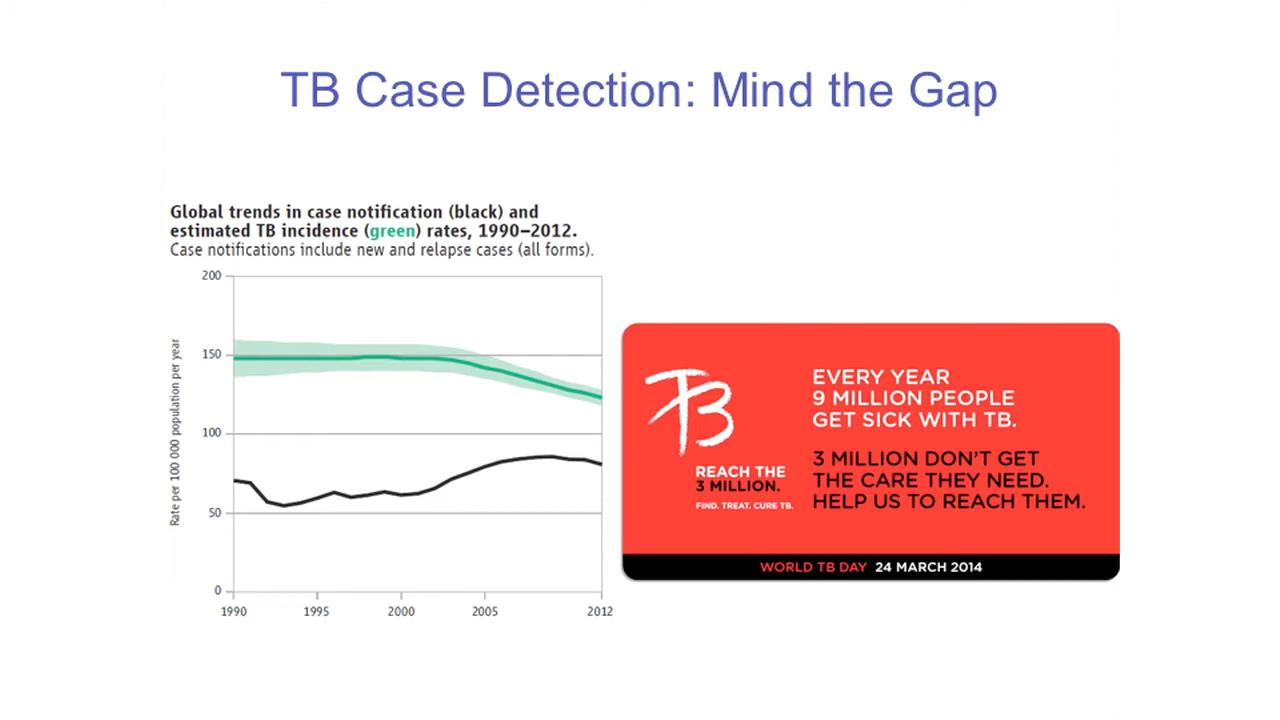 TB Case Detection: Mind the Gap
Global trends in case notification (black) and
estimated TB incidence (green) rates, 1990–2012.
Case notifications include new and relapse cases (all forms).
Rate per 100 000 population per year
200
150
100
50
0
1990
1995
2000
2005
2012
TB
REACH THE
3 MILLION.
FIND. TREAT. CURE TB.
EVERY YEAR
9 MILLION PEOPLE
GET SICK WITH TB.
3 MILLION DON'T GET
THE CARE THEY NEED.
HELP US TO REACH THEM.
WORLD TB DAY 24 MARCH 2014